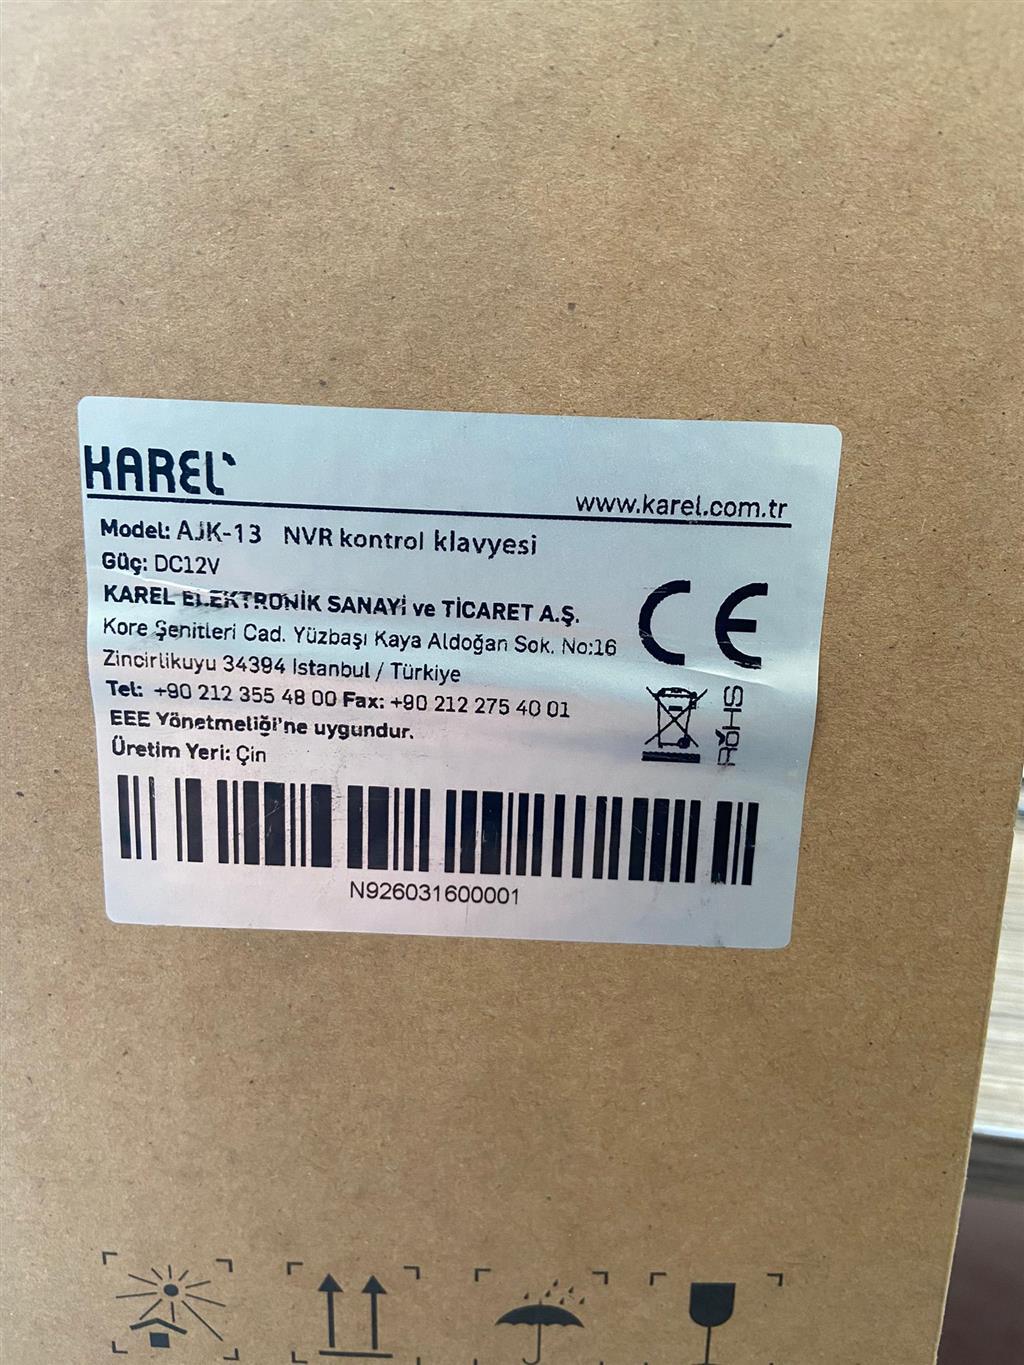 KAREL
www.karel.com.tr
Model: AJK-13 NVR kontrol klavyesi
Güç: DC12V
KAREL ELEKTRONİK SANAYİ ve TİCARET A.Ş.
Kore Şenitleri Cad. Yüzbaşı Kaya Aldoğan Sok. No:16
Zincirlikuyu 34394 Istanbul / Türkiye
Tel: +90 212 355 48 00 Fax: +90 212 275 40 01
EEE Yönetmeliği'ne uygundur.
Üretim Yeri: Çin
CE
RoHS
N926031600001